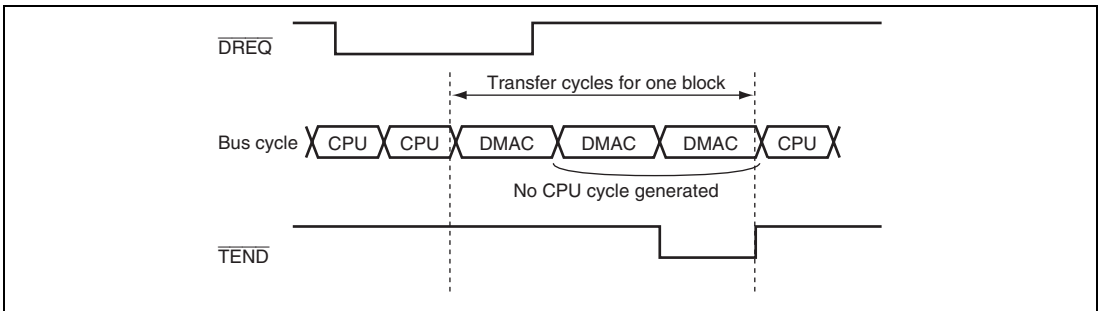 DREQ
Transfer cycles for one block
Bus cycle CPU CPU DMAC DMAC DMAC CPU
No CPU cycle generated
TEND